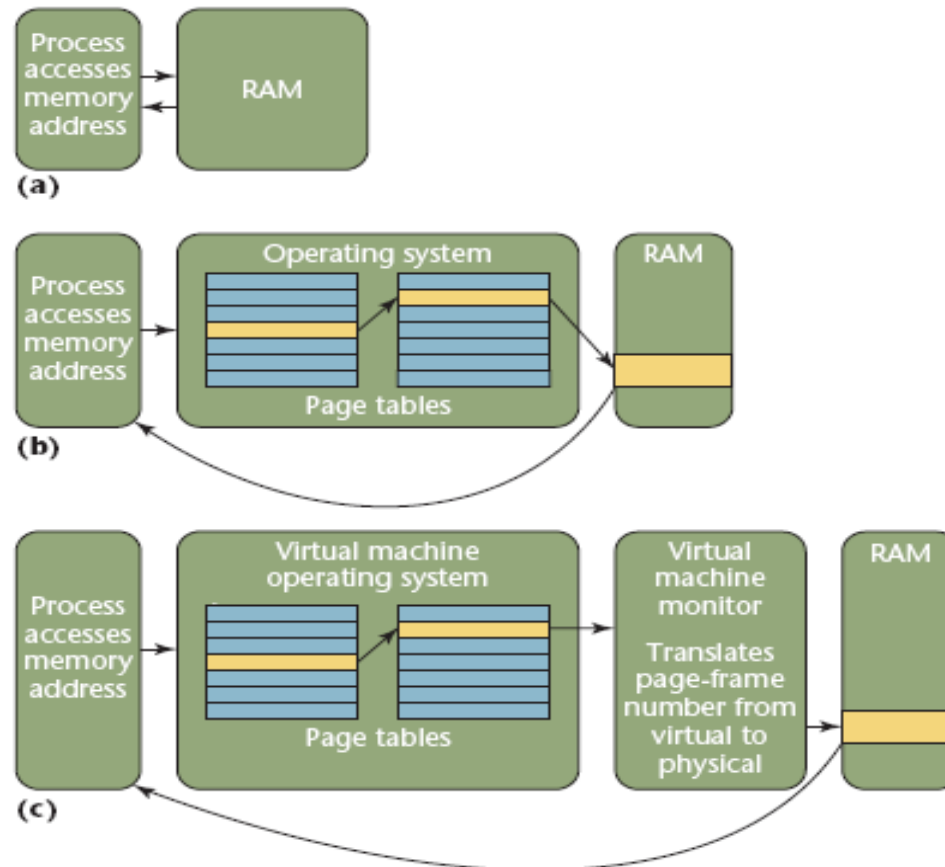 Process
accesses
memory
address
RAM
(a)
Process
accesses
memory
address
Operating system
Page tables
RAM
(b)
Process
accesses
memory
address
Virtual machine
operating system
Page tables
Virtual
machine
monitor
Translates
page-frame
number from
virtual to
physical
RAM
(c)